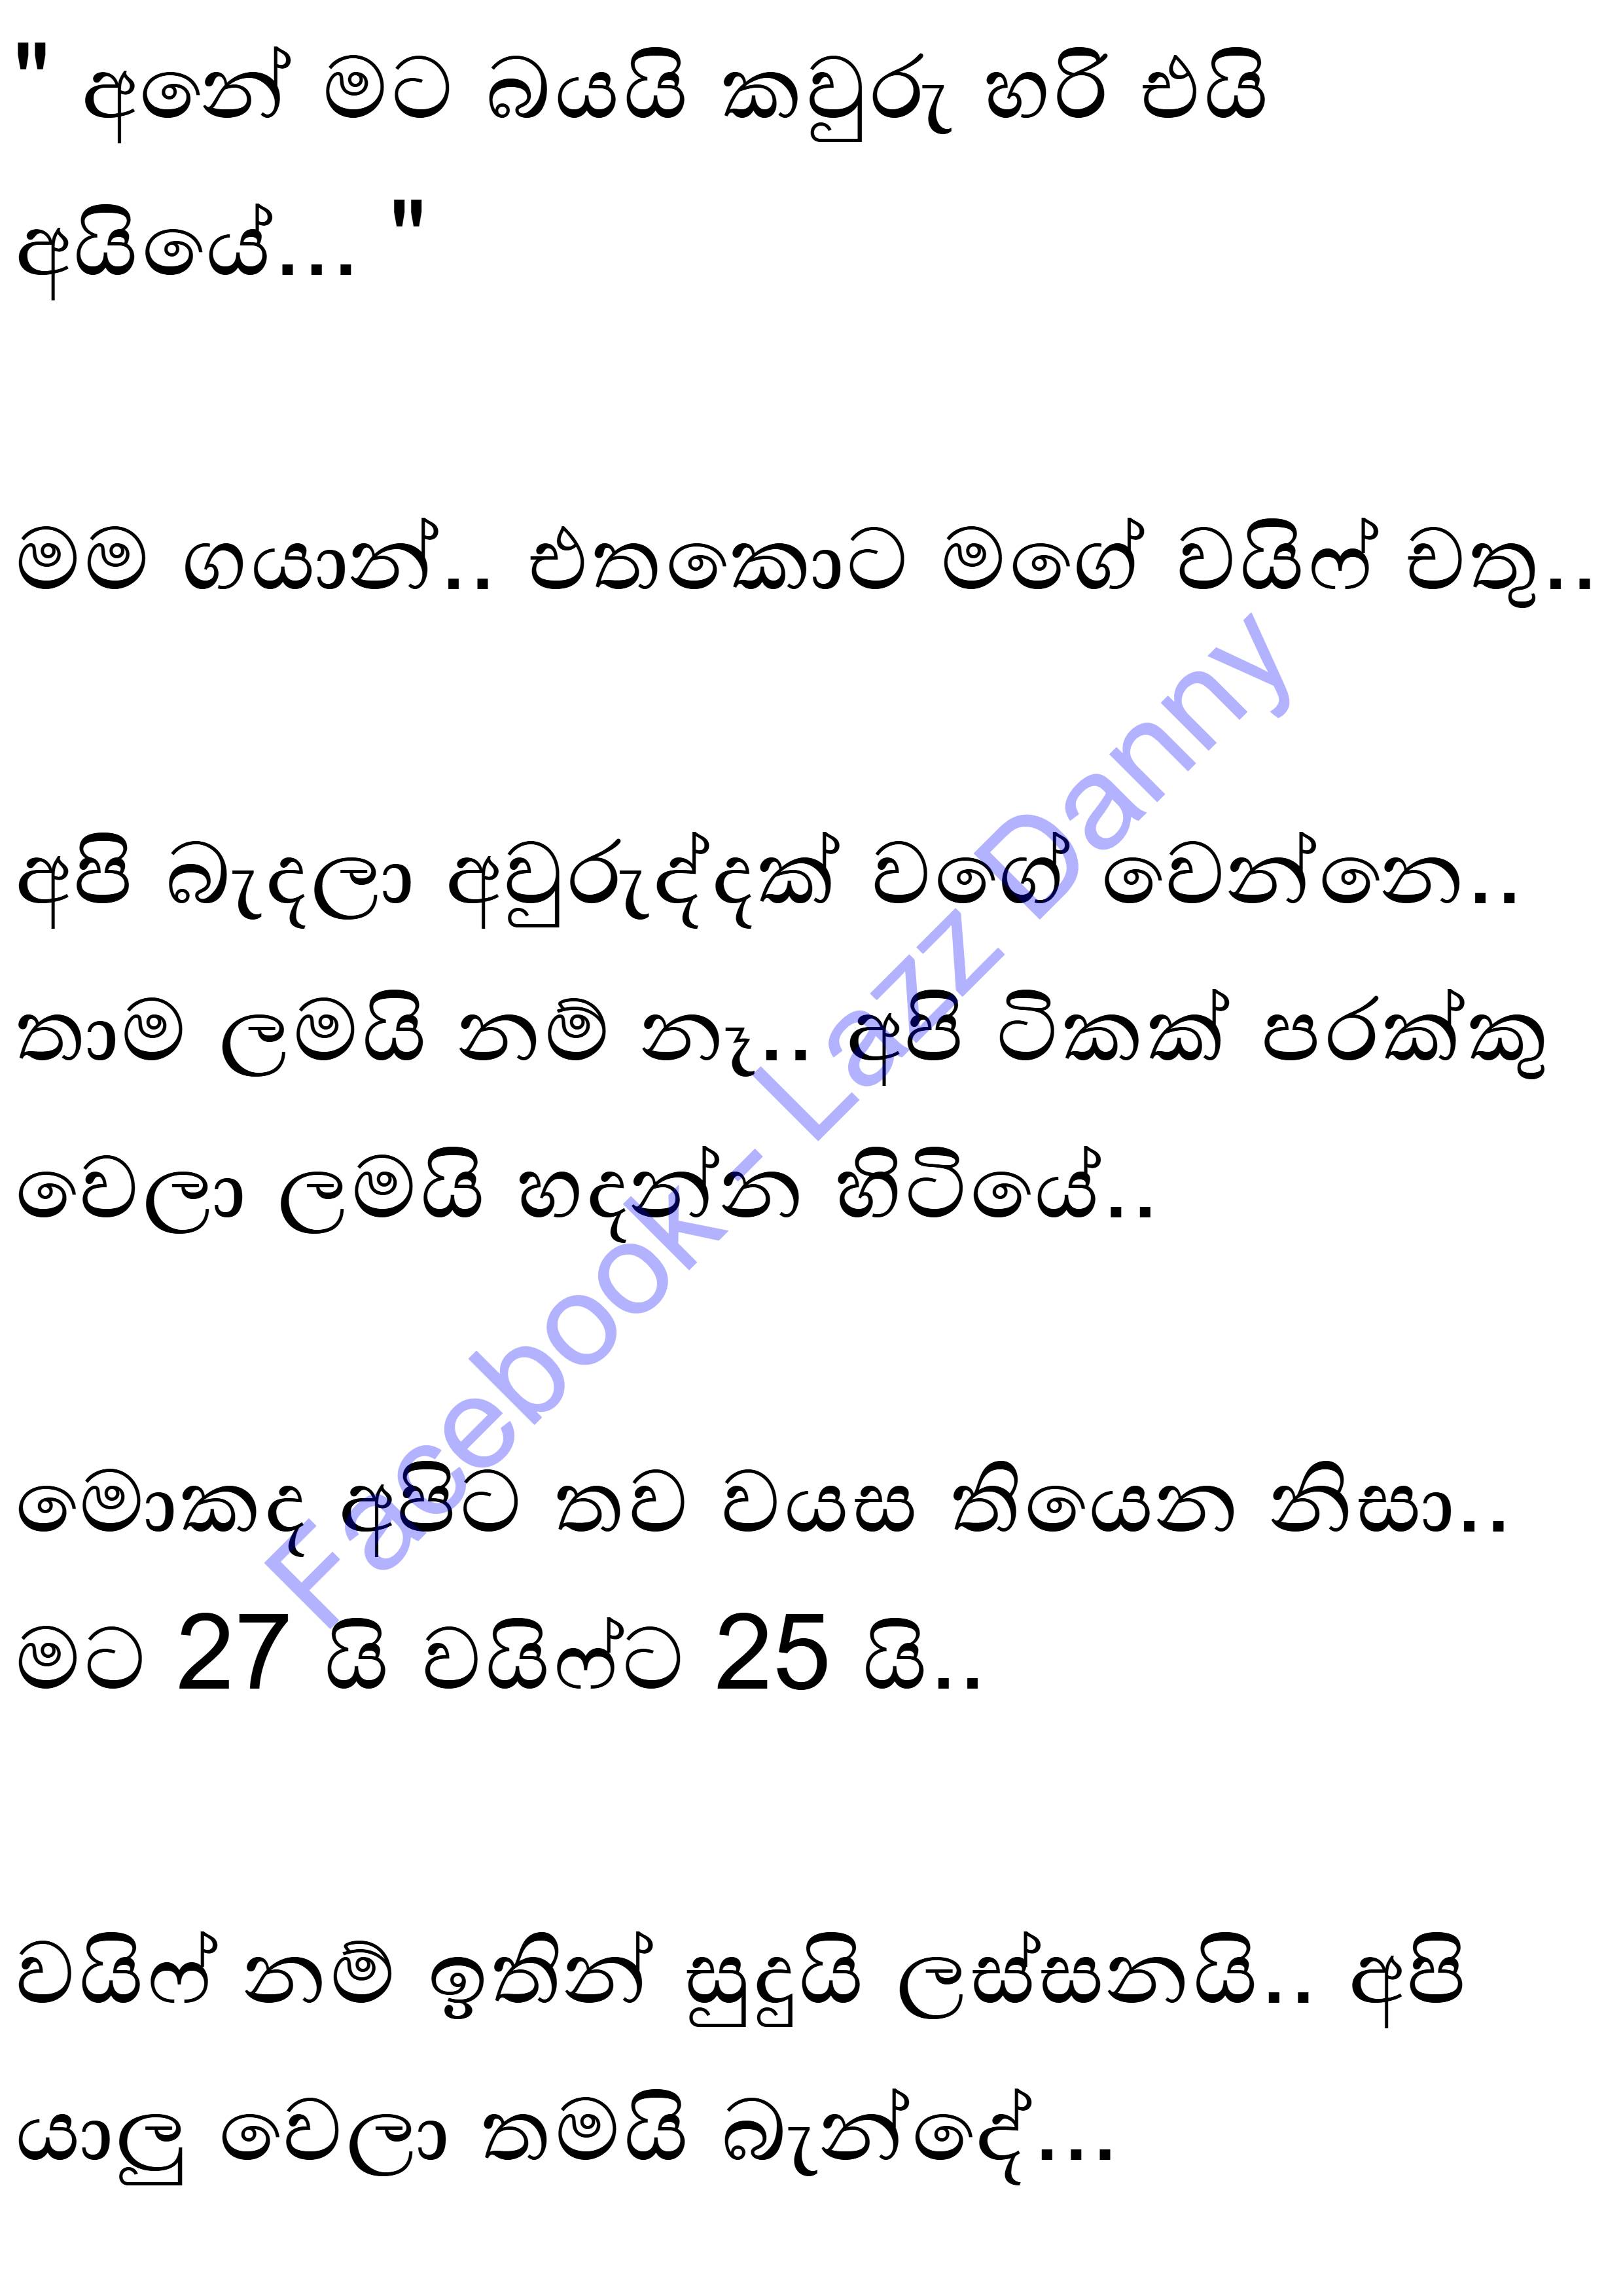 " අනේ මට බයයි කවුරු හරි එයි
අයියේ... "
මම ගයාන්.. එතකොට මගේ වයිෆ් චතු..
අපි බැදලා අවුරුද්දක් වගේ වෙන්නෙ..
තාම ලමයි නම් නෑ.. අපි ටිකක් පරක්කු
වෙලා ලමයි හදන්න හිටියේ..
මොකද අපිට තව වයස තියෙන නිසා..
මට 27 යි වයිෆ්ට 25 යි..
වයිෆ් නම් ඉතින් සුදුයි ලස්සනයි.. අපි
යාලු වෙලා තමයි බැන්දේ...
Facebook - Lazz Danny